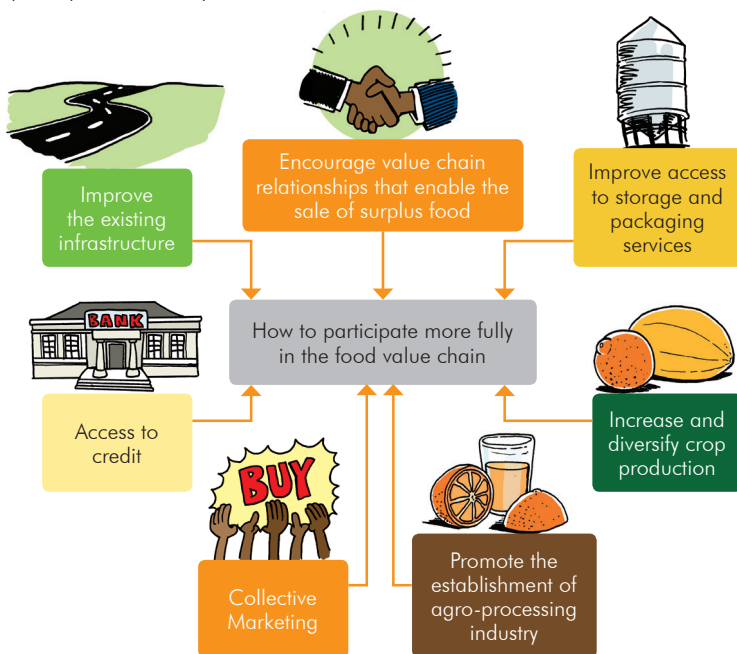 Encourage value chain
relationships that enable the
sale of surplus food
Improve
the existing
infrastructure
Improve access
to storage and
packaging
services
How to participate more fully
in the food value chain
BANK
Access to
credit
Increase and
diversify crop
production
BUY
Collective
Marketing
Promote the
establishment of
agro-processing
industry